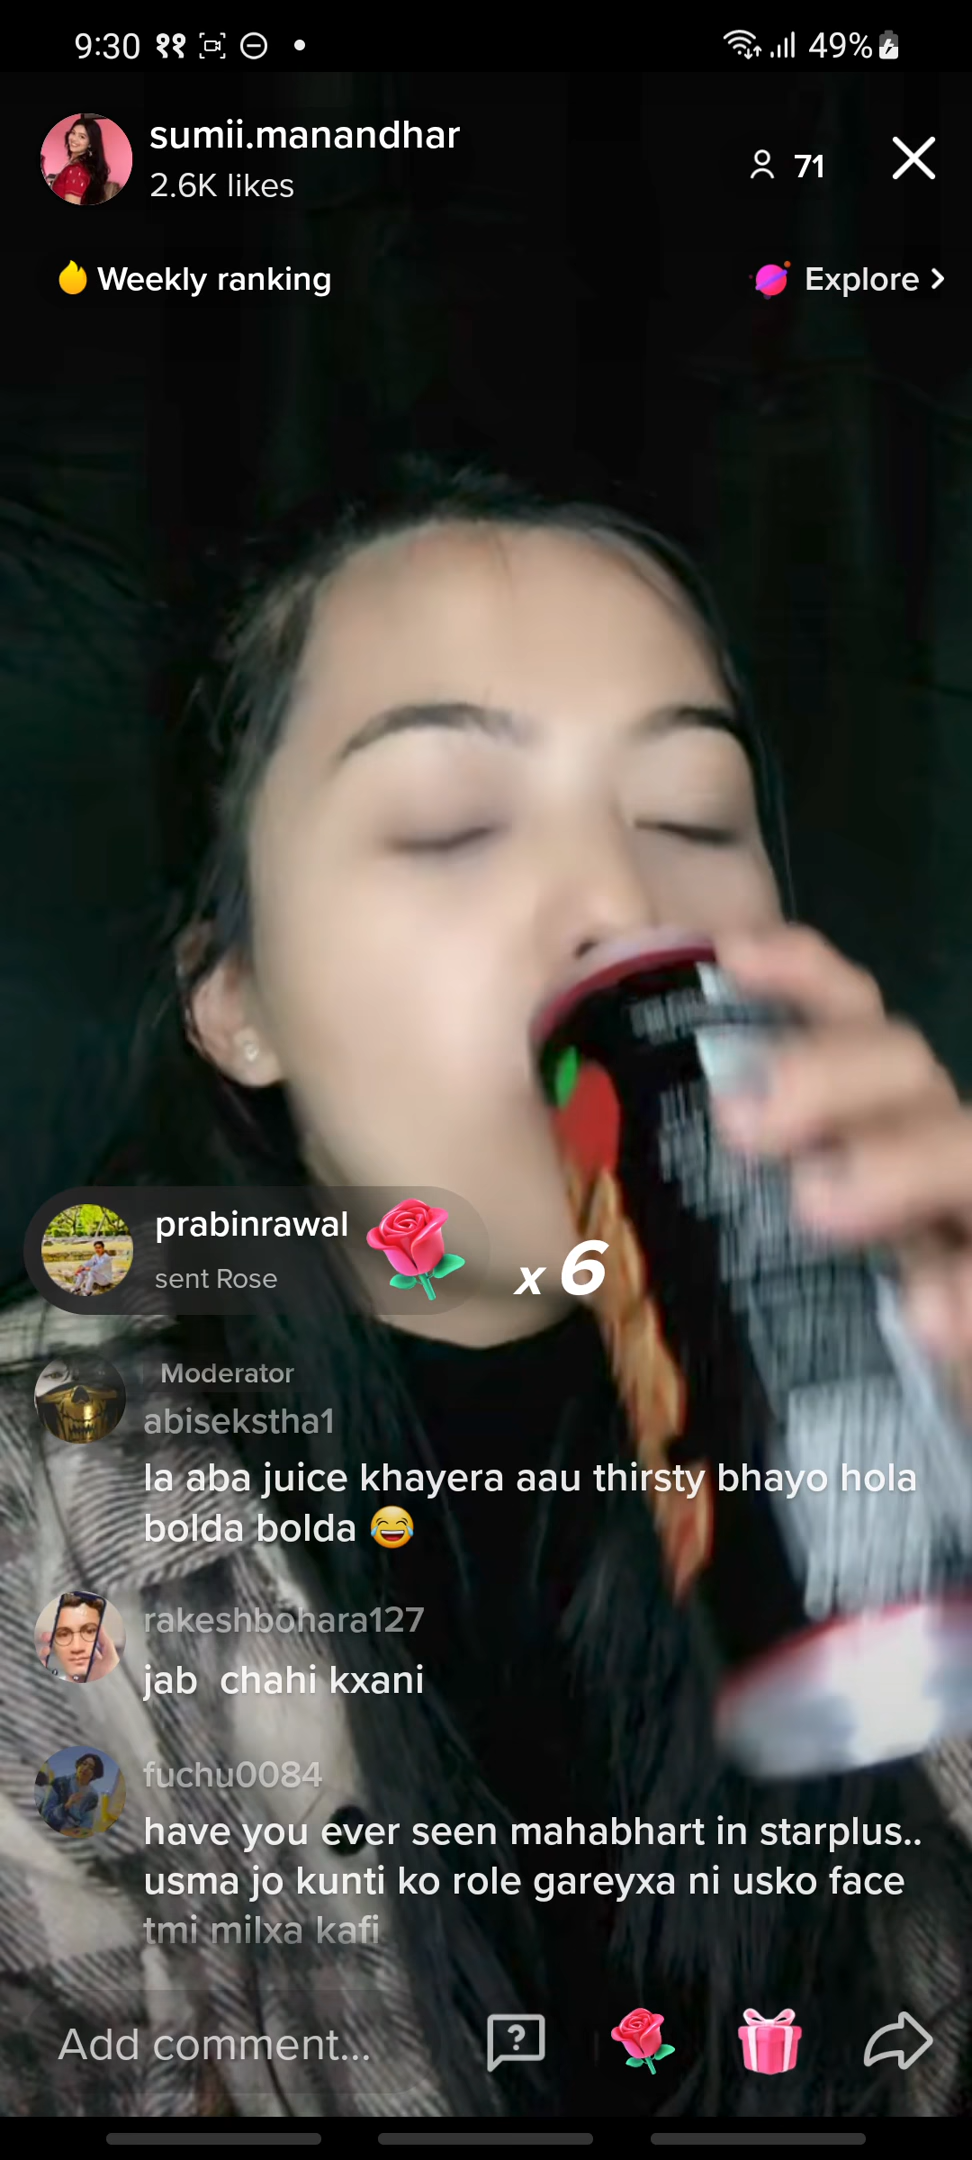 9:30 ११ 49%
sumii.manandhar
2.6K likes
71
Weekly ranking
Explore
prabinrawal
sent Rose
x 6
Moderator
abisekstha1
la aba juice khayera aau thirsty bhayo hola
bolda bolda 😂
rakeshbohara127
jab chahi kxani
fuchu0084
have you ever seen mahabhart in starplus..
usma jo kunti ko role gareyxa ni usko face
tmi milxa kafi
Add comment...